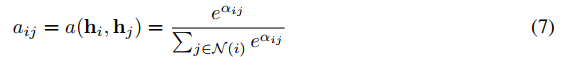 $a_{ij} = a(\mathbf{h}_i, \mathbf{h}_j) = \frac{e^{\alpha_{ij}}}{\sum_{j \in \mathcal{N}(i)} e^{\alpha_{ij}}}$ (7)